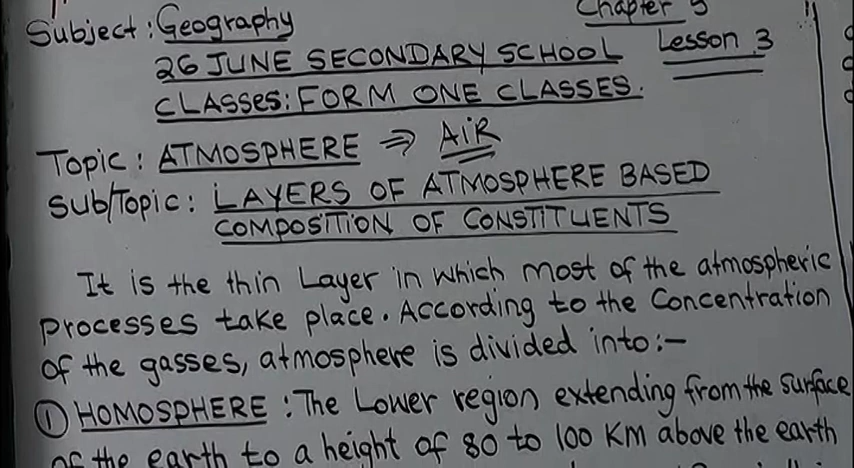 Chapter 5
Subject: Geography
26 JUNE SECONDARY SCHOOL Lesson 3
CLASSES: FORM ONE CLASSES.
Topic: ATMOSPHERE ⇒ AIR
Sub/Topic: LAYERS OF ATMOSPHERE BASED
COMPOSITION OF CONSTITUENTS
It is the thin Layer in which most of the atmospheric
processes take place. According to the Concentration
of the gasses, atmosphere is divided into:-
① HOMOSPHERE: The Lower region extending from the surface
of the earth to a height of 80 to 100 KM above the earth